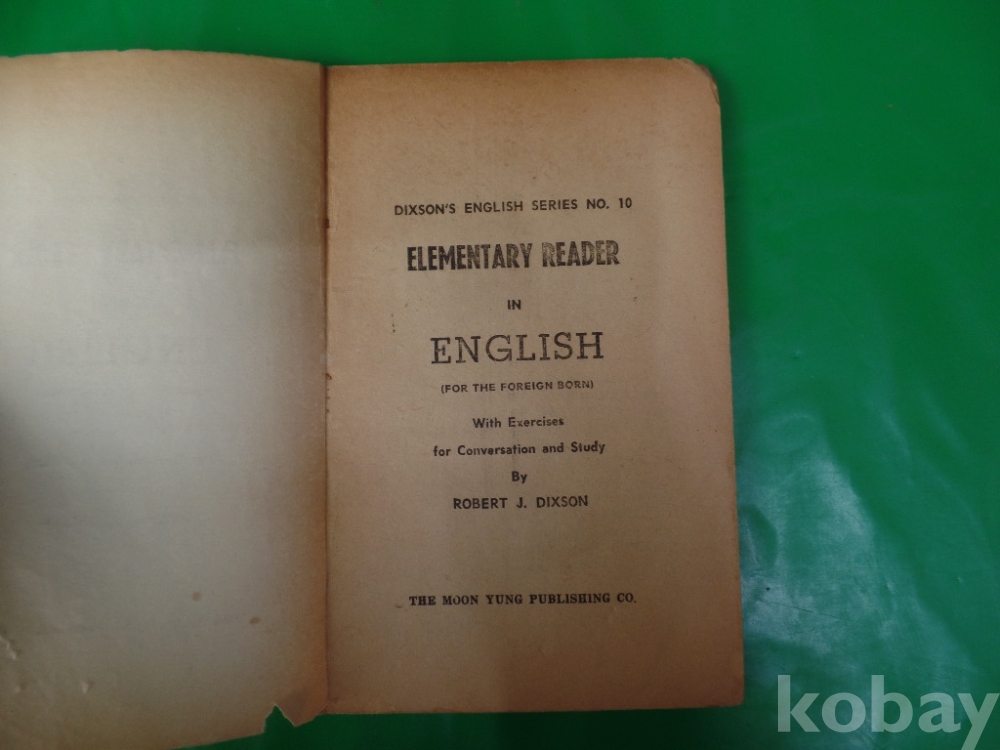 DIXSON'S ENGLISH SERIES NO. 10
ELEMENTARY READER
IN
ENGLISH
(FOR THE FOREIGN BORN)
With Exercises
for Conversation and Study
By
ROBERT J. DIXSON
THE MOON YUNG PUBLISHING CO.
kobay